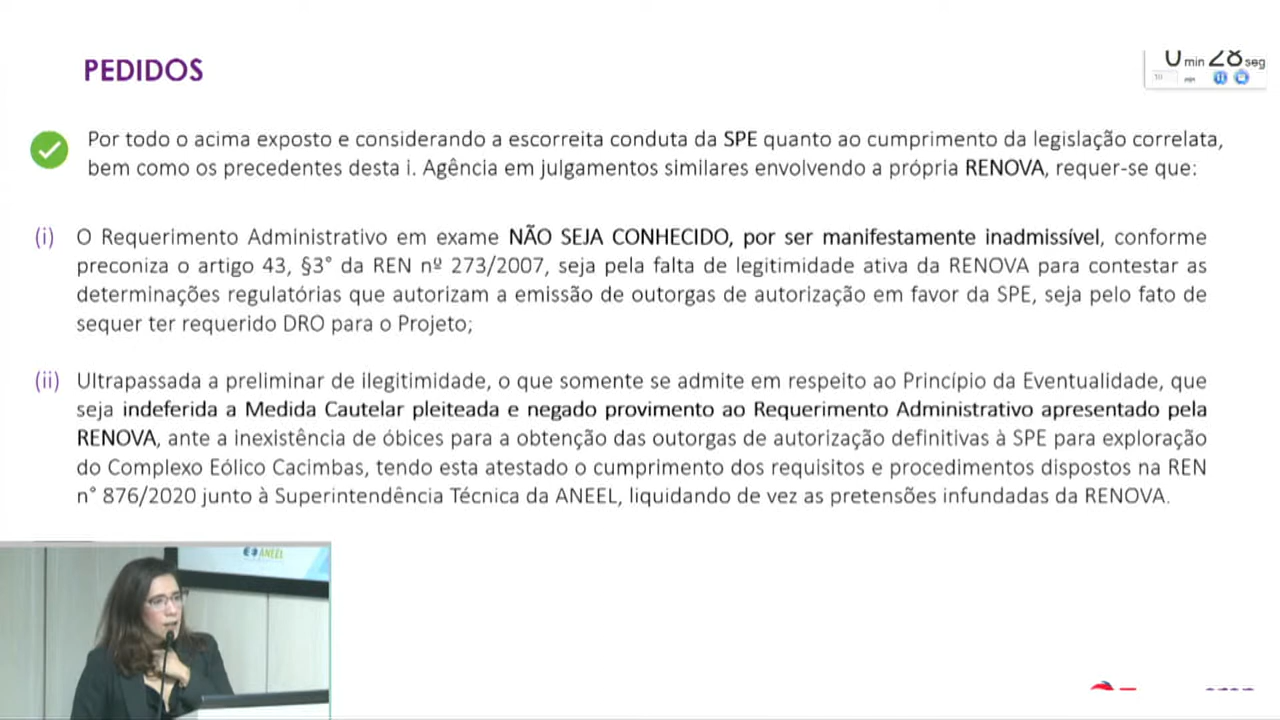 PEDIDOS
0 min 28 seg
Por todo o acima exposto e considerando a escorreita conduta da SPE quanto ao cumprimento da legislação correlata,
bem como os precedentes desta i. Agência em julgamentos similares envolvendo a própria RENOVA, requer-se que:
(i) O Requerimento Administrativo em exame NÃO SEJA CONHECIDO, por ser manifestamente inadmissível, conforme
preconiza o artigo 43, §3° da REN nº 273/2007, seja pela falta de legitimidade ativa da RENOVA para contestar as
determinações regulatórias que autorizam a emissão de outorgas de autorização em favor da SPE, seja pelo fato de
sequer ter requerido DRO para o Projeto;
(ii) Ultrapassada a preliminar de ilegitimidade, o que somente se admite em respeito ao Princípio da Eventualidade, que
seja indeferida a Medida Cautelar pleiteada e negado provimento ao Requerimento Administrativo apresentado pela
RENOVA, ante a inexistência de óbices para a obtenção das outorgas de autorização definitivas à SPE para exploração
do Complexo Eólico Cacimbas, tendo esta atestado o cumprimento dos requisitos e procedimentos dispostos na REN
n° 876/2020 junto à Superintendência Técnica da ANEEL, liquidando de vez as pretensões infundadas da RENOVA.
ANEEL